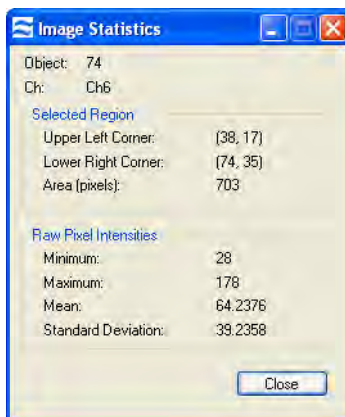 Image Statistics
Object: 74
Ch: Ch6
Selected Region
Upper Left Corner: (38, 17)
Lower Right Corner: (74, 35)
Area (pixels): 703
Raw Pixel Intensities
Minimum: 28
Maximum: 178
Mean: 64.2376
Standard Deviation: 39.2358
Close